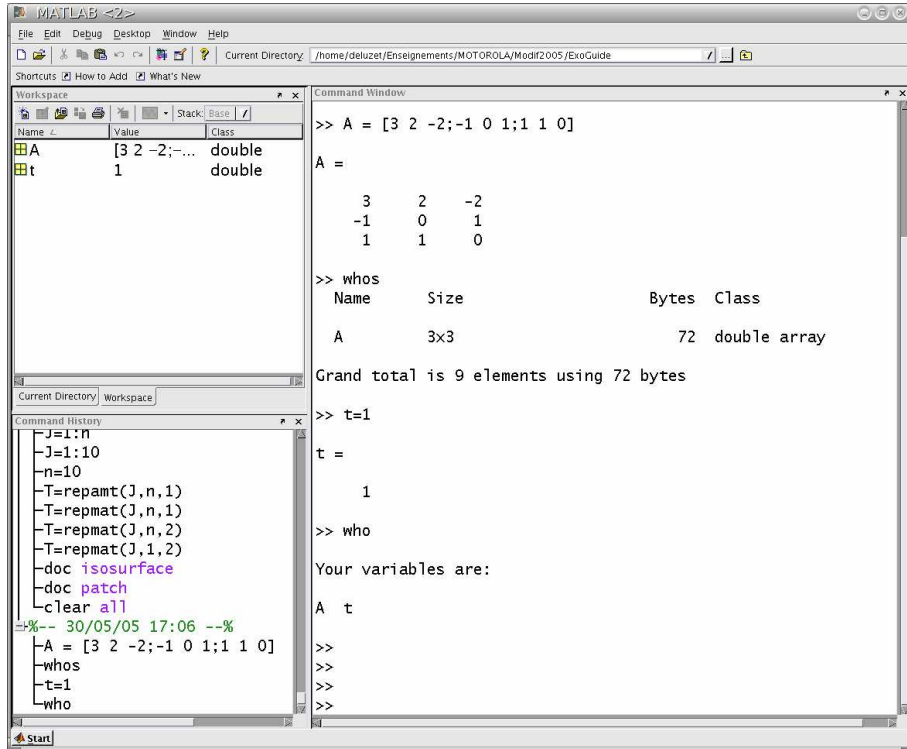 MATLAB <2>
File Edit Debug Desktop Window Help
Current Directory: /home/deluzet/Enseignements/MOTOROLA/Modif2005/ExoGuide
Shortcuts How to Add What's New
Workspace
Stack: Base
Name Value Class
A [3 2 −2;−... double
t 1 double
Current Directory Workspace
Command History
J=1:n
J=1:10
n=10
T=repamt(J,n,1)
T=repmat(J,n,1)
T=repmat(J,n,2)
T=repmat(J,1,2)
doc isosurface
doc patch
clear all
%-- 30/05/05 17:06 --%
A = [3 2 -2;-1 0 1;1 1 0]
whos
t=1
who
Command Window
>> A = [3 2 -2;-1 0 1;1 1 0]
A =
3 2 -2
-1 0 1
1 1 0
>> whos
Name Size Bytes Class
A 3x3 72 double array
Grand total is 9 elements using 72 bytes
>> t=1
t =
1
>> who
Your variables are:
A t
>>
>>
>>
>>
Start